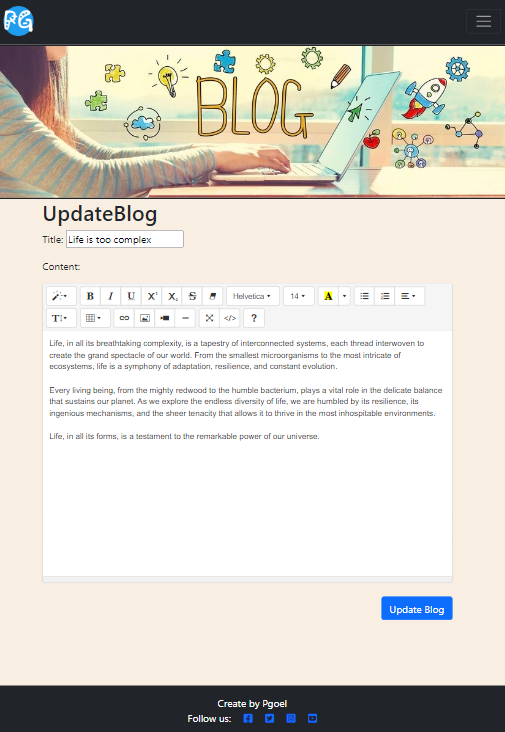 PG
BLOG
UpdateBlog
Title: Life is too complex
Content:
B I U X² X₂ S Helvetica 14 A
T </> ?
Life, in all its breathtaking complexity, is a tapestry of interconnected systems, each thread interwoven to
create the grand spectacle of our world. From the smallest microorganisms to the most intricate of
ecosystems, life is a symphony of adaptation, resilience, and constant evolution.
Every living being, from the mighty redwood to the humble bacterium, plays a vital role in the delicate balance
that sustains our planet. As we explore the endless diversity of life, we are humbled by its resilience, its
ingenious mechanisms, and the sheer tenacity that allows it to thrive in the most inhospitable environments.
Life, in all its forms, is a testament to the remarkable power of our universe.
Update Blog
Create by Pgoel
Follow us: